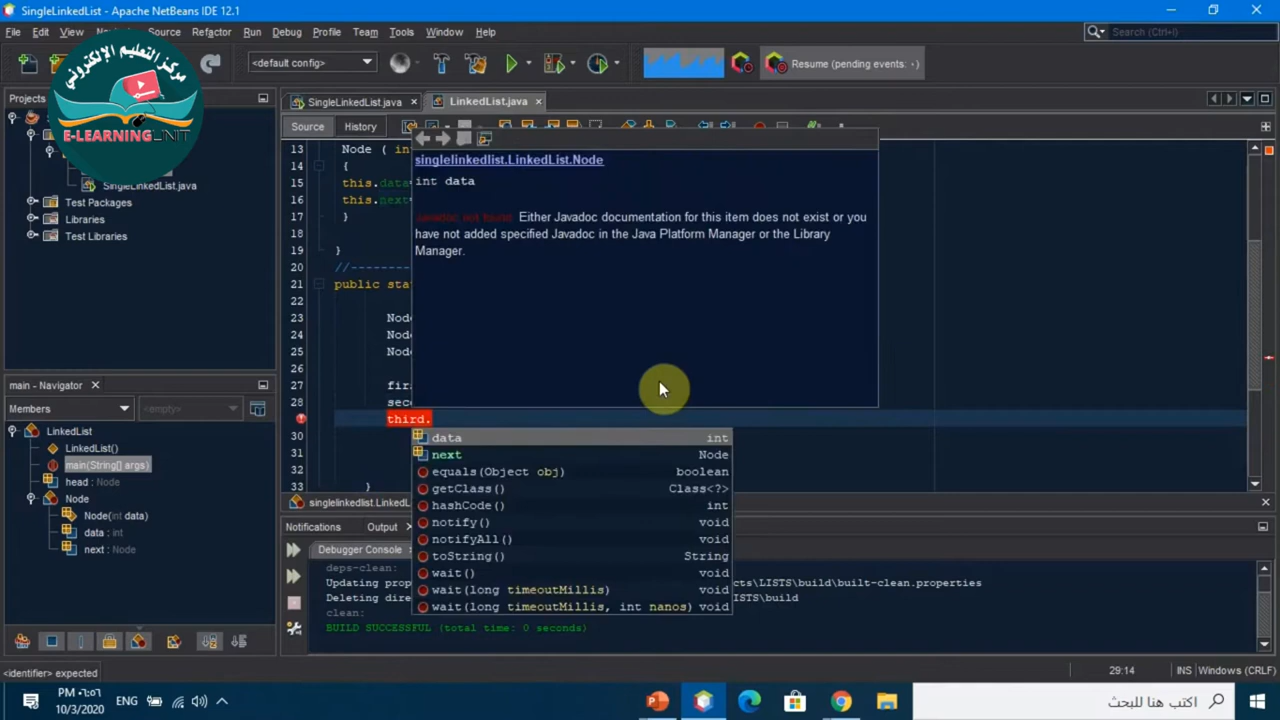 SingleLinkedList - Apache NetBeans IDE 12.1
File Edit View Source Refactor Run Debug Profile Team Tools Window Help
Search (Ctrl+I)
<default config>
Resume (pending events: -)
مركز التعليم الإلكتروني
E-LEARNING UNIT
Projects
SingleLinkedList.java
Test Packages
Libraries
Test Libraries
SingleLinkedList.java
LinkedList.java
Source History
13 Node ( in
14 {
15 this.data=
16 this.next=
17 }
18
19 }
20 //
21 public stat
22
23 Node
24 Node
25 Node
26
27 firs
28 seco
third.
30
31
32
}
singlelinkedlist.LinkedList.Node
int data
Javadoc not found. Either Javadoc documentation for this item does not exist or you
have not added specified Javadoc in the Java Platform Manager or the Library
Manager.
data int
next Node
equals(Object obj) boolean
getClass() Class<?>
hashCode() int
notify() void
notifyAll() void
toString() String
wait() void
wait(long timeoutMillis) void
wait(long timeoutMillis, int nanos) void
main - Navigator
Members
<empty>
LinkedList
LinkedList()
main(String[] args)
head : Node
Node
Node(int data)
data : int
next : Node
singlelinkedlist.LinkedL
Notifications Output
Debugger Console
deps-clean:
Updating prop
cts\LISTS\build\built-clean.properties
Deleting dire
LISTS\build
clean:
BUILD SUCCESSFUL (total time: 0 seconds)
<identifier> expected
29:14
INS
Windows (CRLF)
PM ٠٦:٥٦
10/3/2020
ENG
اكتب هنا للبحث